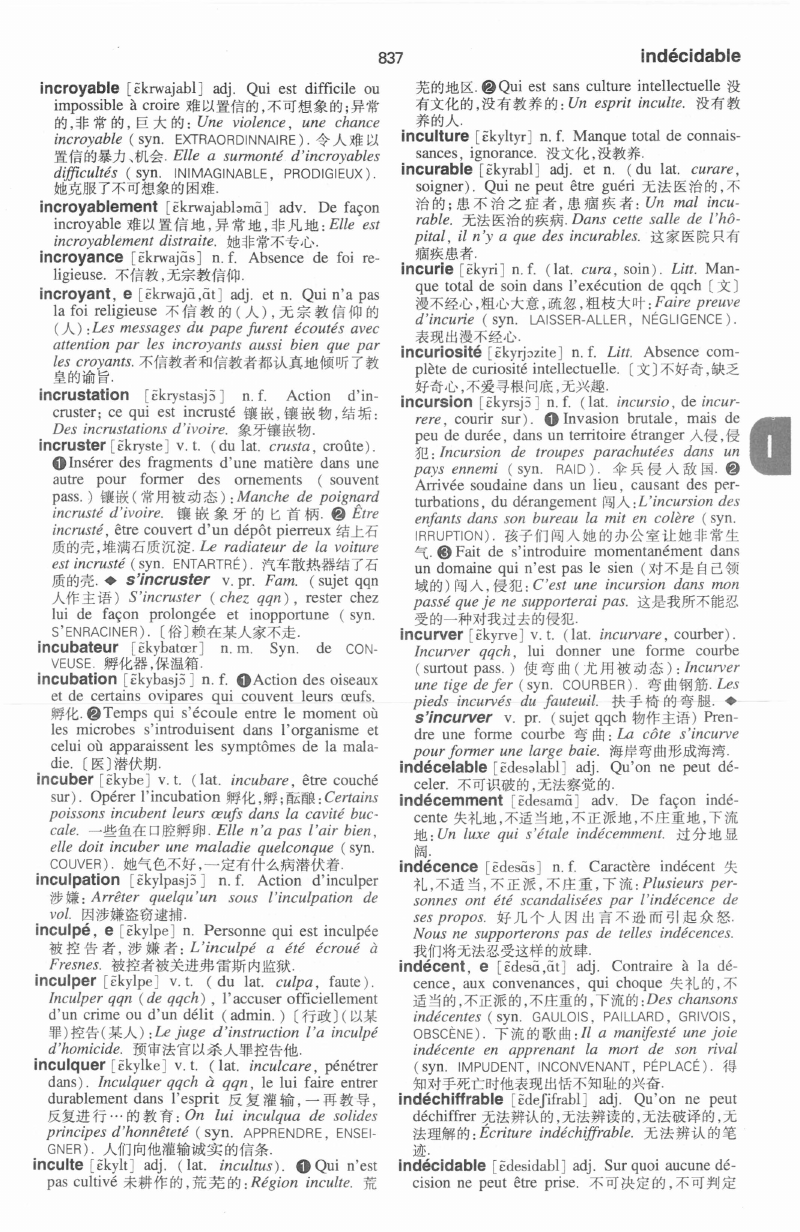 837
indécidable
incroyable [ɛ̃krwajabl] adj. Qui est difficile ou
impossible à croire 难以置信的,不可想象的;异常
的,非常的,巨大的: Une violence, une chance
incroyable (syn. EXTRAORDINNAIRE). 令人难以
置信的暴力、机会. Elle a surmonté d'incroyables
difficultés (syn. INIMAGINABLE, PRODIGIEUX).
她克服了不可想象的困难.
incroyablement [ɛ̃krwajabləmɑ̃] adv. De façon
incroyable 难以置信地,异常地,非凡地: Elle est
incroyablement distraite. 她非常不专心.
incroyance [ɛ̃krwajɑ̃s] n. f. Absence de foi re-
ligieuse. 不信教,无宗教信仰.
incroyant, e [ɛ̃krwajɑ̃,ɑ̃t] adj. et n. Qui n'a pas
la foi religieuse 不信教的(人),无宗教信仰的
(人):Les messages du pape furent écoutés avec
attention par les incroyants aussi bien que par
les croyants. 不信教者和信教者都认真地倾听了教
皇的谕旨.
incrustation [ɛ̃krystasjɔ̃] n. f. Action d'in-
cruster; ce qui est incrusté 镶嵌,镶嵌物,结垢:
Des incrustations d'ivoire. 象牙镶嵌物.
incruster [ɛ̃kryste] v. t. (du lat. crusta, croûte).
❶Insérer des fragments d'une matière dans une
autre pour former des ornements (souvent
pass.) 镶嵌(常用被动态):Manche de poignard
incrusté d'ivoire. 镶嵌象牙的匕首柄. ❷ Être
incrusté, être couvert d'un dépôt pierreux 结上石
质的壳,堆满石质沉淀. Le radiateur de la voiture
est incrusté (syn. ENTARTRÉ). 汽车散热器结了石
质的壳. ◆ s'incruster v. pr. Fam. (sujet qqn
人作主语) S'incruster (chez qqn), rester chez
lui de façon prolongée et inopportune (syn.
S'ENRACINER). 〔俗〕赖在某人家不走.
incubateur [ɛ̃kybatœr] n. m. Syn. de CON-
VEUSE. 孵化器,保温箱.
incubation [ɛ̃kybasjɔ̃] n. f. ❶Action des oiseaux
et de certains ovipares qui couvent leurs œufs.
孵化. ❷Temps qui s'écoule entre le moment où
les microbes s'introduisent dans l'organisme et
celui où apparaissent les symptômes de la mala-
die. 〔医〕潜伏期.
incuber [ɛ̃kybe] v. t. (lat. incubare, être couché
sur). Opérer l'incubation 孵化,孵;酝酿: Certains
poissons incubent leurs œufs dans la cavité buc-
cale. 一些鱼在口腔孵卵. Elle n'a pas l'air bien,
elle doit incuber une maladie quelconque (syn.
COUVER). 她气色不好,一定有什么病潜伏着.
inculpation [ɛ̃kylpasjɔ̃] n. f. Action d'inculper
涉嫌: Arrêter quelqu'un sous l'inculpation de
vol. 因涉嫌盗窃逮捕.
inculpé, e [ɛ̃kylpe] n. Personne qui est inculpée
被控告者,涉嫌者: L'inculpé a été écroué à
Fresnes. 被控者被关进弗雷斯内监狱.
inculper [ɛ̃kylpe] v. t. (du lat. culpa, faute).
Inculper qqn (de qqch), l'accuser officiellement
d'un crime ou d'un délit (admin.) 〔行政〕(以某
罪)控告(某人):Le juge d'instruction l'a inculpé
d'homicide. 预审法官以杀人罪控告他.
inculquer [ɛ̃kylke] v. t. (lat. inculcare, pénétrer
dans). Inculquer qqch à qqn, le lui faire entrer
durablement dans l'esprit 反复灌输,一再教导,
反复进行…的教育: On lui inculqua de solides
principes d'honnêteté (syn. APPRENDRE, ENSEI-
GNER). 人们向他灌输诚实的信条.
inculte [ɛ̃kylt] adj. (lat. incultus). ❶ Qui n'est
pas cultivé 未耕作的,荒芜的: Région inculte. 荒
芜的地区. ❷Qui est sans culture intellectuelle 没
有文化的,没有教养的: Un esprit inculte. 没有教
养的人.
inculture [ɛ̃kyltyr] n. f. Manque total de connais-
sances, ignorance. 没文化,没教养.
incurable [ɛ̃kyrabl] adj. et n. (du lat. curare,
soigner). Qui ne peut être guéri 无法医治的,不
治的;患不治之症者,患痼疾者: Un mal incu-
rable. 无法医治的疾病. Dans cette salle de l'hô-
pital, il n'y a que des incurables. 这家医院只有
痼疾患者.
incurie [ɛ̃kyri] n. f. (lat. cura, soin). Litt. Man-
que total de soin dans l'exécution de qqch 〔文〕
漫不经心,粗心大意,疏忽,粗枝大叶: Faire preuve
d'incurie (syn. LAISSER-ALLER, NÉGLIGENCE).
表现出漫不经心.
incuriosité [ɛ̃kyrjozite] n. f. Litt. Absence com-
plète de curiosité intellectuelle. 〔文〕不好奇,缺乏
好奇心,不爱寻根问底,无兴趣.
incursion [ɛ̃kyrsjɔ̃] n. f. (lat. incursio, de incur-
rere, courir sur). ❶ Invasion brutale, mais de
peu de durée, dans un territoire étranger 入侵,侵
犯: Incursion de troupes parachutées dans un
pays ennemi (syn. RAID). 伞兵侵入敌国. ❷
Arrivée soudaine dans un lieu, causant des per-
turbations, du dérangement 闯入:L'incursion des
enfants dans son bureau la mit en colère (syn.
IRRUPTION). 孩子们闯入她的办公室让她非常生
气. ❸ Fait de s'introduire momentanément dans
un domaine qui n'est pas le sien (对不是自己领
域的)闯入,侵犯: C'est une incursion dans mon
passé que je ne supporterai pas. 这是我所不能忍
受的一种对我过去的侵犯.
incurver [ɛ̃kyrve] v. t. (lat. incurvare, courber).
Incurver qqch, lui donner une forme courbe
(surtout pass.) 使弯曲(尤用被动态): Incurver
une tige de fer (syn. COURBER). 弯曲钢筋. Les
pieds incurvés du fauteuil. 扶手椅的弯腿. ◆
s'incurver v. pr. (sujet qqch 物作主语) Pren-
dre une forme courbe 弯曲: La côte s'incurve
pour former une large baie. 海岸弯曲形成海湾.
indécelable [ɛ̃desəlabl] adj. Qu'on ne peut dé-
celer. 不可识破的,无法察觉的.
indécemment [ɛ̃desamɑ̃] adv. De façon indé-
cente 失礼地,不适当地,不正派地,不庄重地,下流
地: Un luxe qui s'étale indécemment. 过分地显
阔.
indécence [ɛ̃desɑ̃s] n. f. Caractère indécent 失
礼,不适当,不正派,不庄重,下流: Plusieurs per-
sonnes ont été scandalisées par l'indécence de
ses propos. 好几个人因出言不逊而引起众怒.
Nous ne supporterons pas de telles indécences.
我们将无法忍受这样的放肆.
indécent, e [ɛ̃desɑ̃,ɑ̃t] adj. Contraire à la dé-
cence, aux convenances, qui choque 失礼的,不
适当的,不正派的,不庄重的,下流的: Des chansons
indécentes (syn. GAULOIS, PAILLARD, GRIVOIS,
OBSCÈNE). 下流的歌曲: Il a manifesté une joie
indécente en apprenant la mort de son rival
(syn. IMPUDENT, INCONVENANT, PÉPLACÉ). 得
知对手死亡时他表现出恬不知耻的兴奋.
indéchiffrable [ɛ̃deʃifrabl] adj. Qu'on ne peut
déchiffrer 无法辨认的,无法辨读的,无法破译的,无
法理解的: Écriture indéchiffrable. 无法辨认的笔
迹.
indécidable [ɛ̃desidabl] adj. Sur quoi aucune dé-
cision ne peut être prise. 不可决定的,不可判定
I